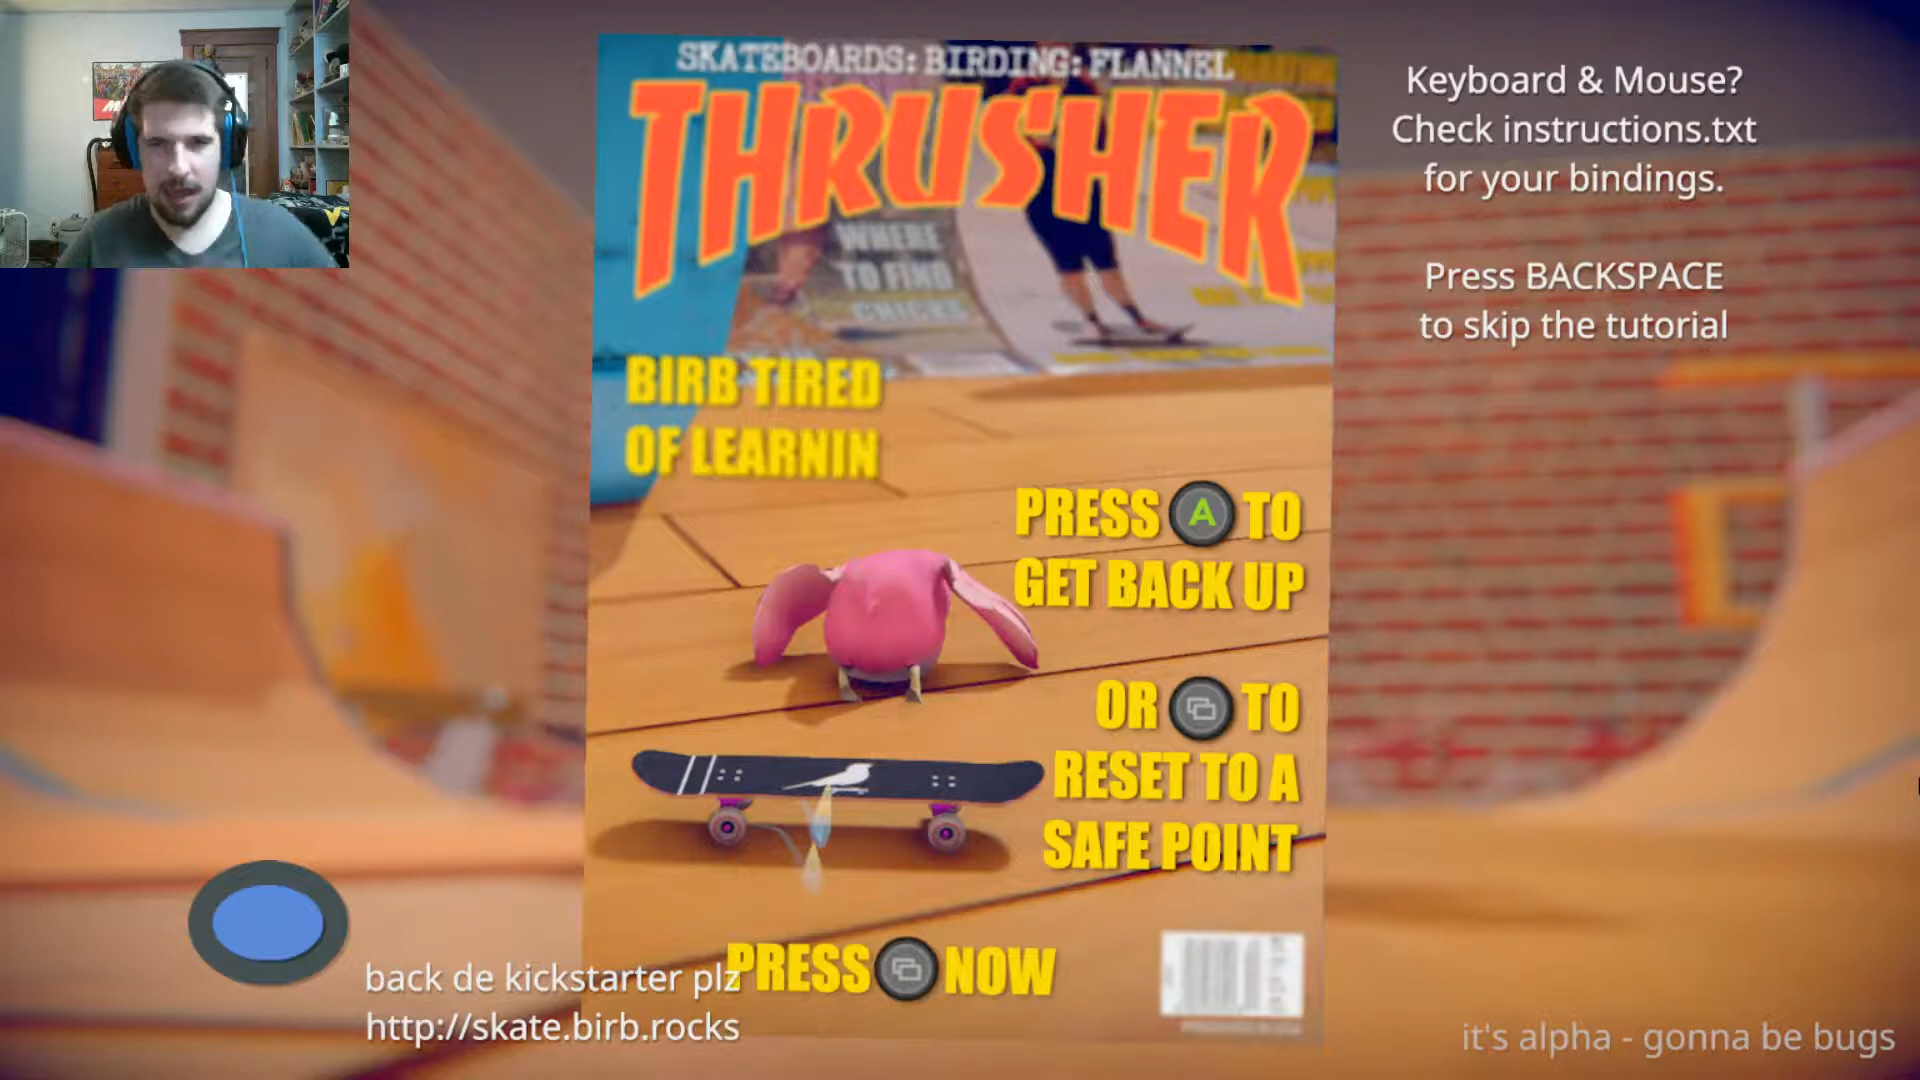 SKATEBOARDS: BIRDING: FLANNEL
THRUSHER
WHERE
TO FIND
CHICKS
BIRB TIRED
OF LEARNIN
PRESS A TO
GET BACK UP
OR TO
RESET TO A
SAFE POINT
PRESS NOW
Keyboard & Mouse?
Check instructions.txt
for your bindings.
Press BACKSPACE
to skip the tutorial
back de kickstarter plz
http://skate.birb.rocks
it's alpha - gonna be bugs